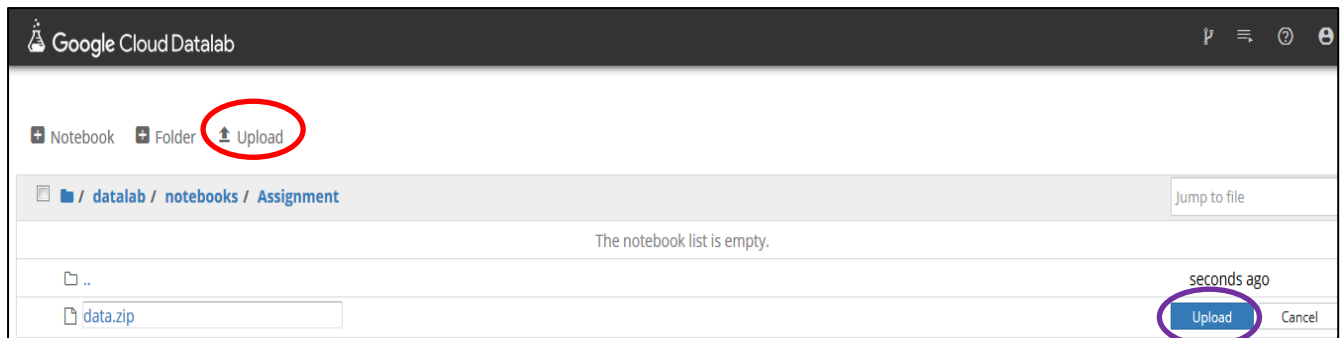 Google Cloud Datalab
Notebook Folder Upload
/ datalab / notebooks / Assignment Jump to file
The notebook list is empty.
.. seconds ago
data.zip Upload Cancel